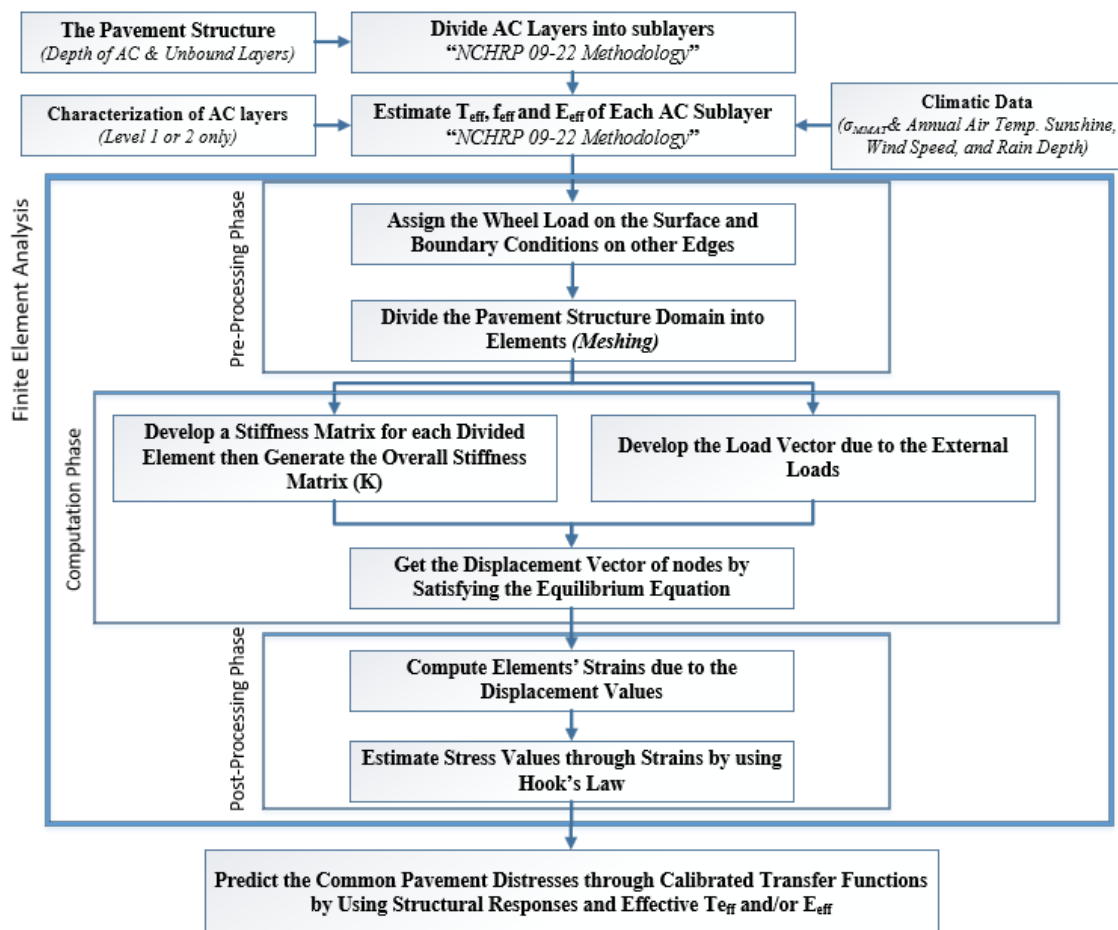 The Pavement Structure
(Depth of AC & Unbound Layers)
Divide AC Layers into sublayers
“NCHRP 09-22 Methodology”
Characterization of AC layers
(Level 1 or 2 only)
Estimate Teff, feff and Eeff of Each AC Sublayer
“NCHRP 09-22 Methodology”
Climatic Data
(σMMAT & Annual Air Temp. Sunshine,
Wind Speed, and Rain Depth)
Finite Element Analysis
Pre-Processing Phase
Assign the Wheel Load on the Surface and
Boundary Conditions on other Edges
Divide the Pavement Structure Domain into
Elements (Meshing)
Computation Phase
Develop a Stiffness Matrix for each Divided
Element then Generate the Overall Stiffness
Matrix (K)
Develop the Load Vector due to the External
Loads
Get the Displacement Vector of nodes by
Satisfying the Equilibrium Equation
Post-Processing Phase
Compute Elements’ Strains due to the
Displacement Values
Estimate Stress Values through Strains by using
Hook’s Law
Predict the Common Pavement Distresses through Calibrated Transfer Functions
by Using Structural Responses and Effective Teff and/or Eeff